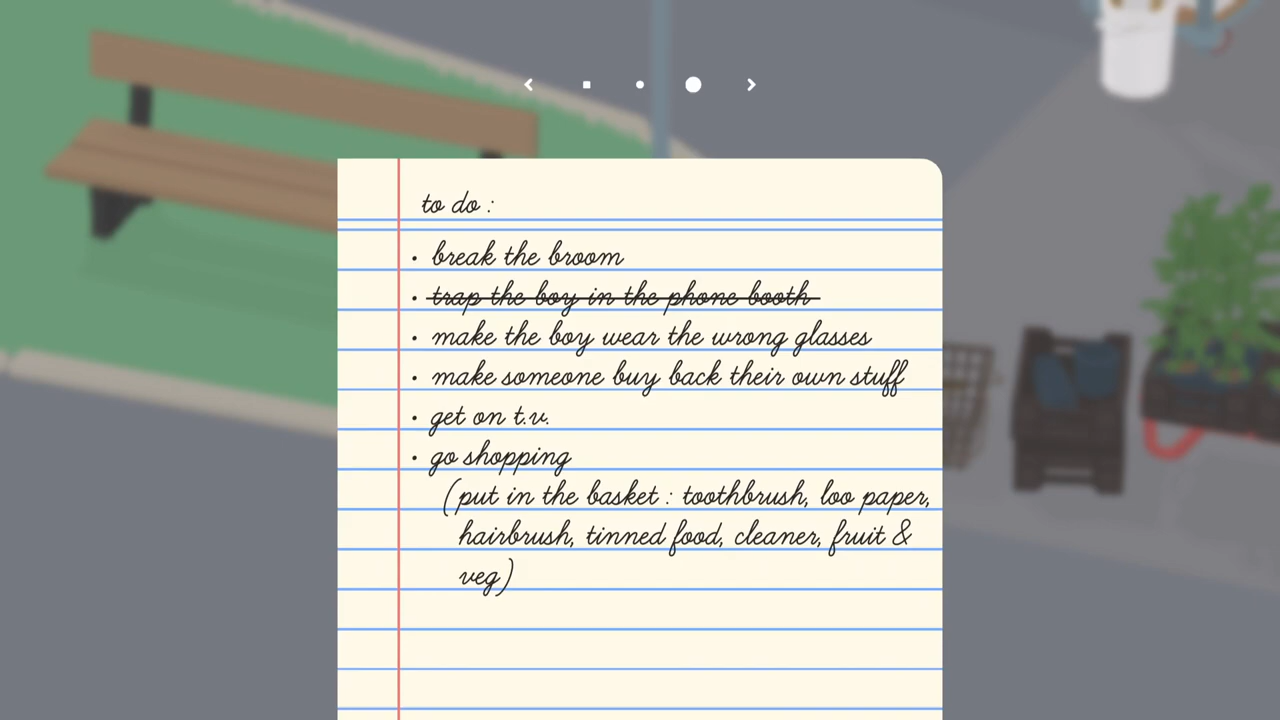 to do :
• break the broom
• trap the boy in the phone booth
• make the boy wear the wrong glasses
• make someone buy back their own stuff
• get on t.v.
• go shopping
(put in the basket : toothbrush, loo paper,
hairbrush, tinned food, cleaner, fruit &
veg)